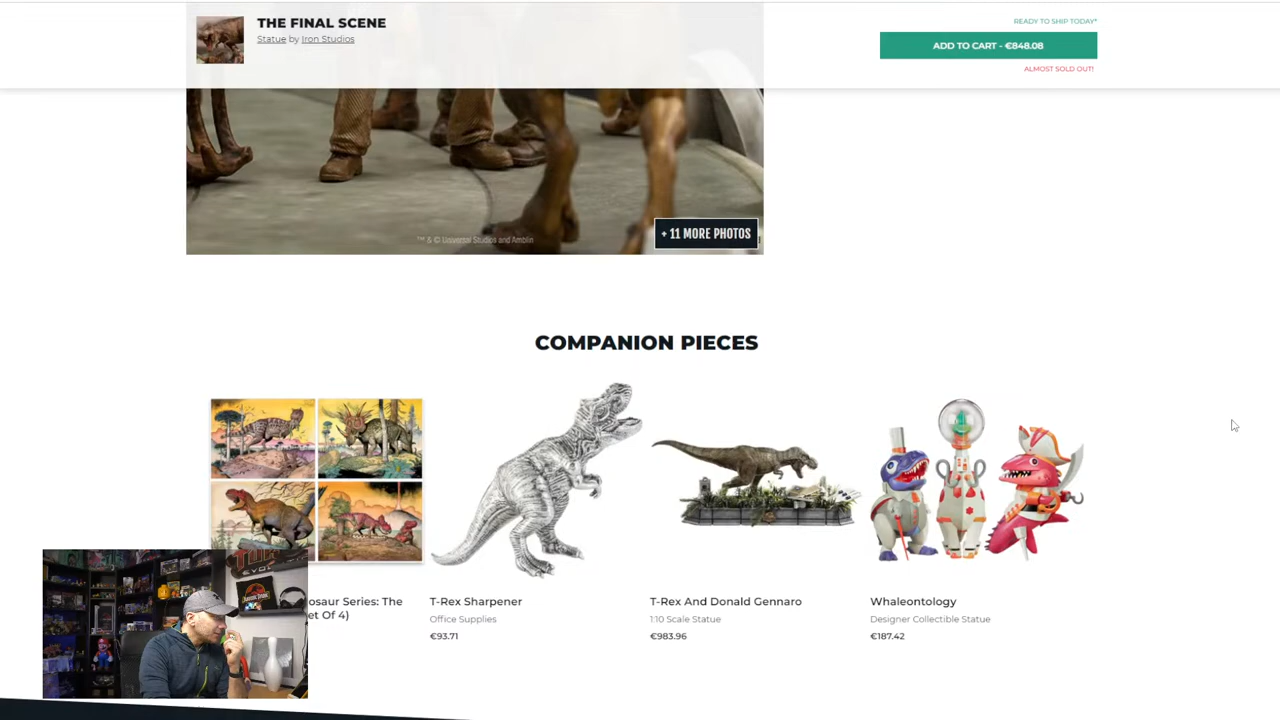 THE FINAL SCENE
Statue by Iron Studios
READY TO SHIP TODAY*
ADD TO CART - €848.08
ALMOST SOLD OUT!
™ & © Universal Studios and Amblin
+ 11 MORE PHOTOS
COMPANION PIECES
osaur Series: The
et Of 4)
T-Rex Sharpener
Office Supplies
€93.71
T-Rex And Donald Gennaro
1:10 Scale Statue
€983.96
Whaleontology
Designer Collectible Statue
€187.42